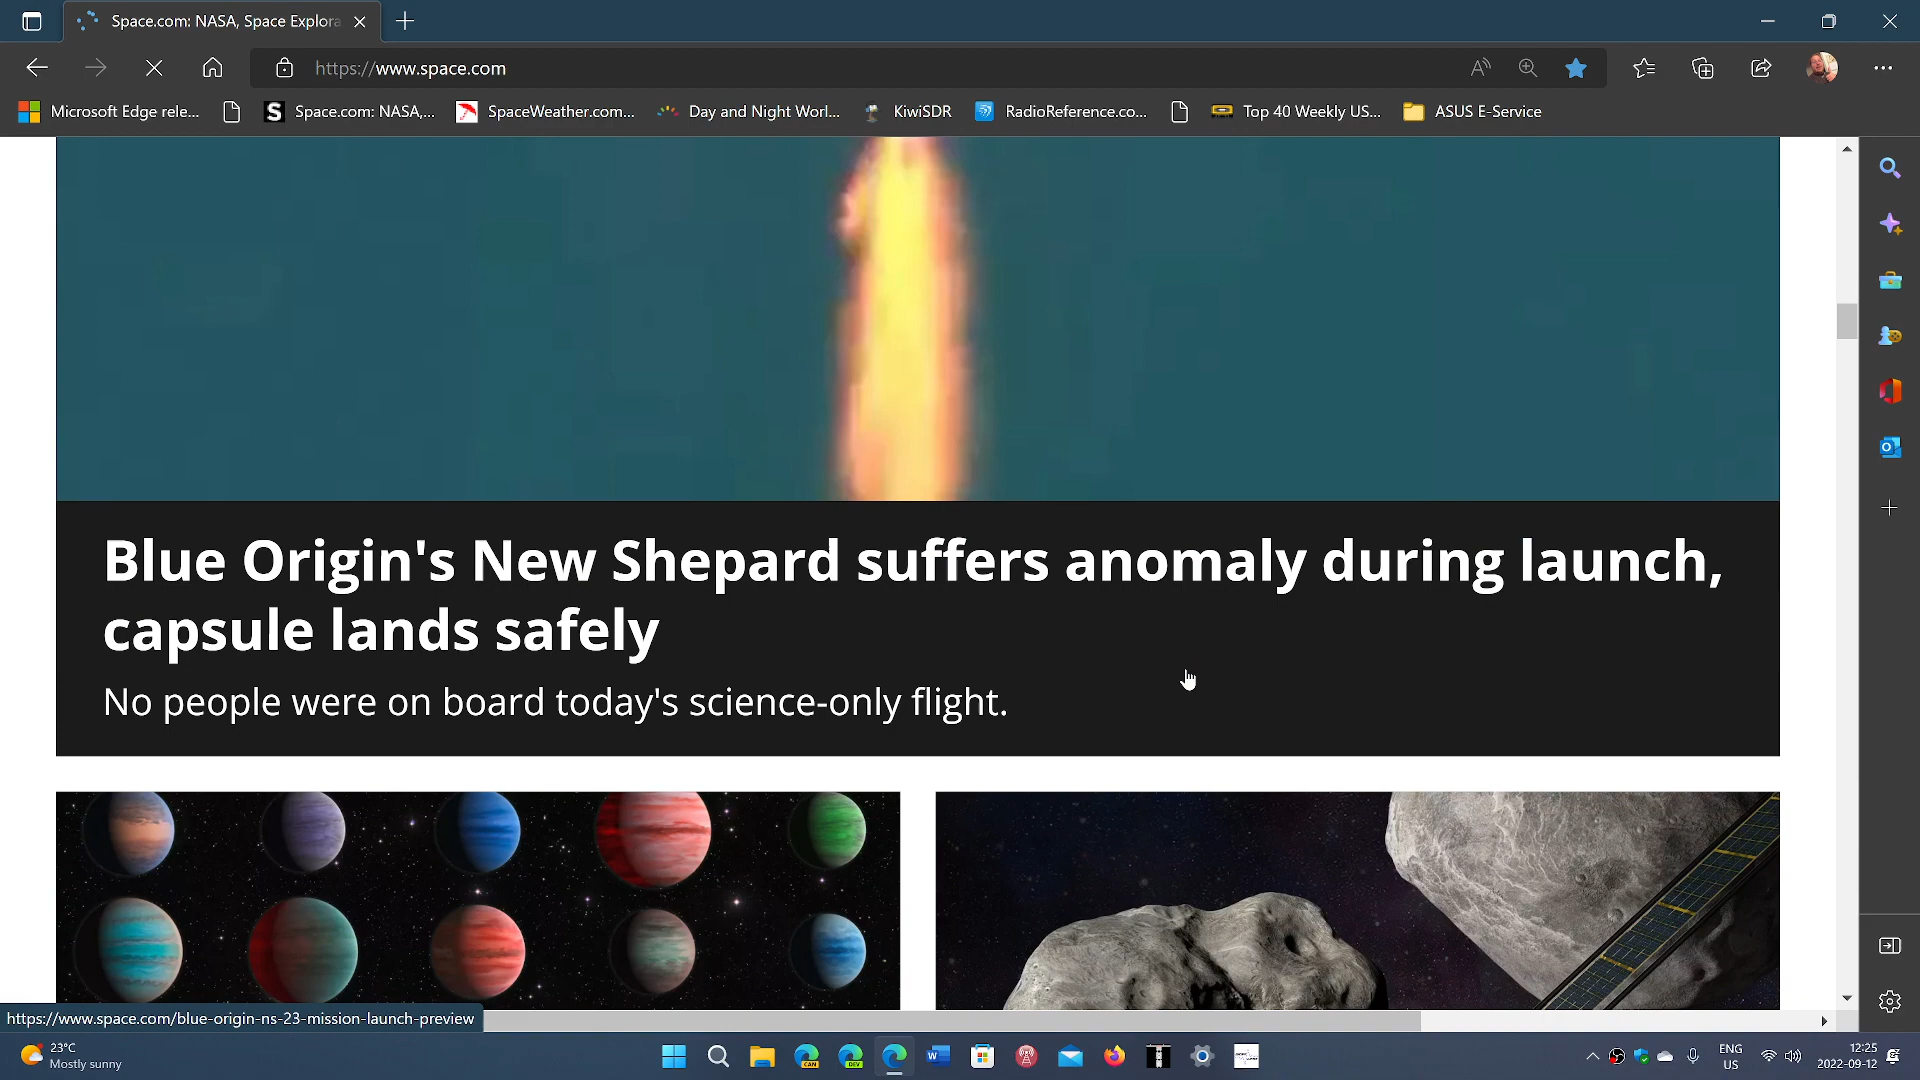 Space.com: NASA, Space Explora
https://www.space.com
Microsoft Edge rele...
Space.com: NASA,...
SpaceWeather.com...
Day and Night Worl...
KiwiSDR
RadioReference.co...
Top 40 Weekly US...
ASUS E-Service
Blue Origin's New Shepard suffers anomaly during launch,
capsule lands safely
No people were on board today's science-only flight.
https://www.space.com/blue-origin-ns-23-mission-launch-preview
23°C
Mostly sunny
CAN
DEV
ENG
US
12:25
2022-09-12